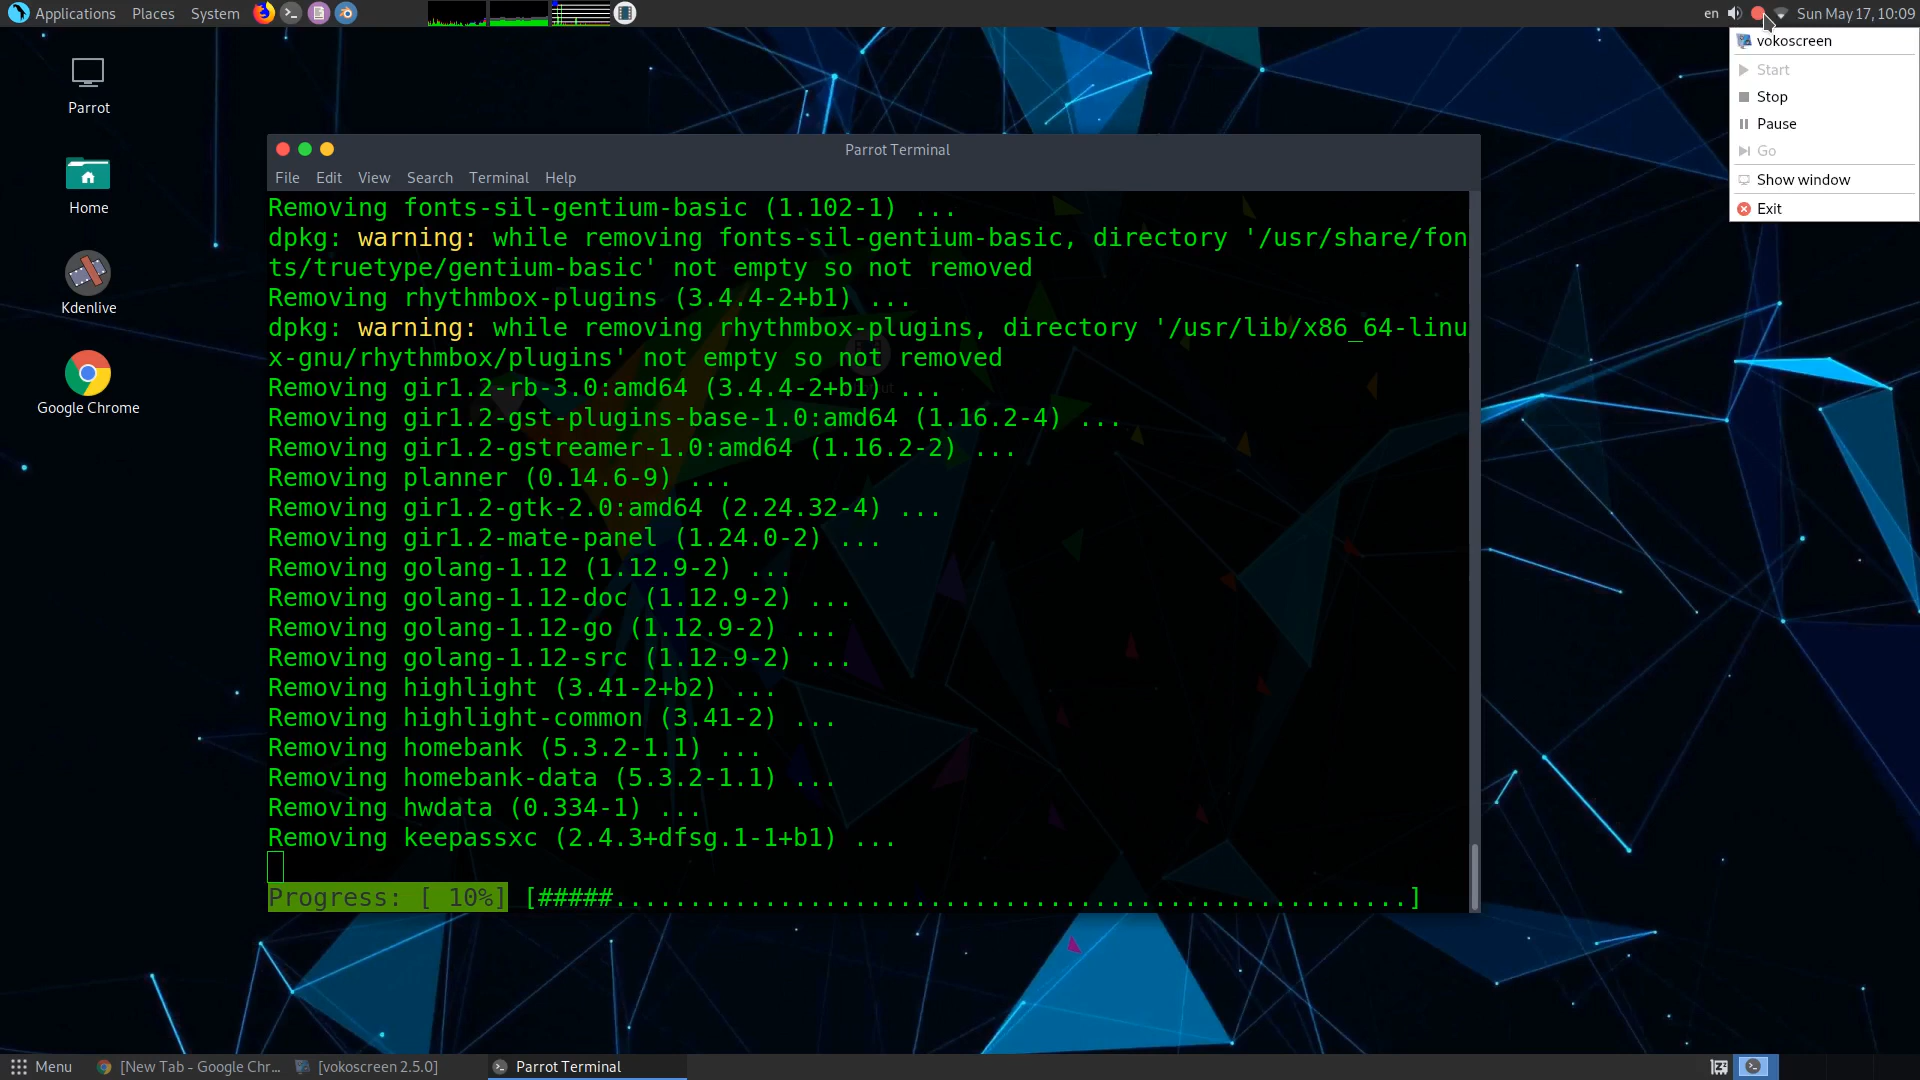 Applications Places System
en Sun May 17, 10:09
vokoscreen
Start
Stop
Pause
Go
Show window
Exit
Parrot
Home
Kdenlive
Google Chrome
Parrot Terminal
File Edit View Search Terminal Help
Removing fonts-sil-gentium-basic (1.102-1) ...
dpkg: warning: while removing fonts-sil-gentium-basic, directory '/usr/share/fon
ts/truetype/gentium-basic' not empty so not removed
Removing rhythmbox-plugins (3.4.4-2+b1) ...
dpkg: warning: while removing rhythmbox-plugins, directory '/usr/lib/x86_64-linu
x-gnu/rhythmbox/plugins' not empty so not removed
Removing gir1.2-rb-3.0:amd64 (3.4.4-2+b1) ...
Removing gir1.2-gst-plugins-base-1.0:amd64 (1.16.2-4) ...
Removing gir1.2-gstreamer-1.0:amd64 (1.16.2-2) ...
Removing planner (0.14.6-9) ...
Removing gir1.2-gtk-2.0:amd64 (2.24.32-4) ...
Removing gir1.2-mate-panel (1.24.0-2) ...
Removing golang-1.12 (1.12.9-2) ...
Removing golang-1.12-doc (1.12.9-2) ...
Removing golang-1.12-go (1.12.9-2) ...
Removing golang-1.12-src (1.12.9-2) ...
Removing highlight (3.41-2+b2) ...
Removing highlight-common (3.41-2) ...
Removing homebank (5.3.2-1.1) ...
Removing homebank-data (5.3.2-1.1) ...
Removing hwdata (0.334-1) ...
Removing keepassxc (2.4.3+dfsg.1-1+b1) ...
Progress: [ 10%] [#####.....................................................]
Menu [New Tab - Google Chr... [vokoscreen 2.5.0] Parrot Terminal